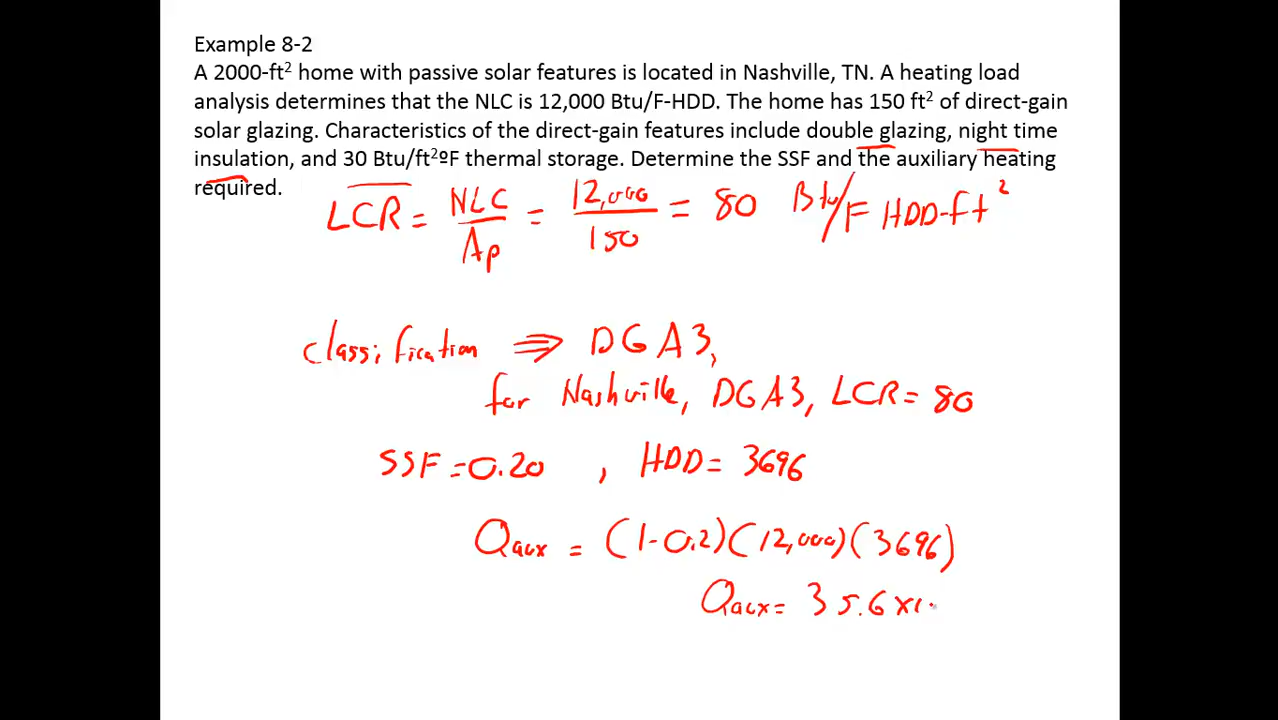 Example 8-2
A 2000-ft² home with passive solar features is located in Nashville, TN. A heating load
analysis determines that the NLC is 12,000 Btu/F-HDD. The home has 150 ft² of direct-gain
solar glazing. Characteristics of the direct-gain features include double glazing, night time
insulation, and 30 Btu/ft²ºF thermal storage. Determine the SSF and the auxiliary heating
required.
LCR = NLC/Ap = 12,000/150 = 80 Btu/F HDD-ft²
classification ⇒ DGA3,
for Nashville, DGA3, LCR = 80
SSF = 0.20 , HDD = 3696
Qaux = (1-0.2)(12,000)(3696)
Qaux = 35.6 x1